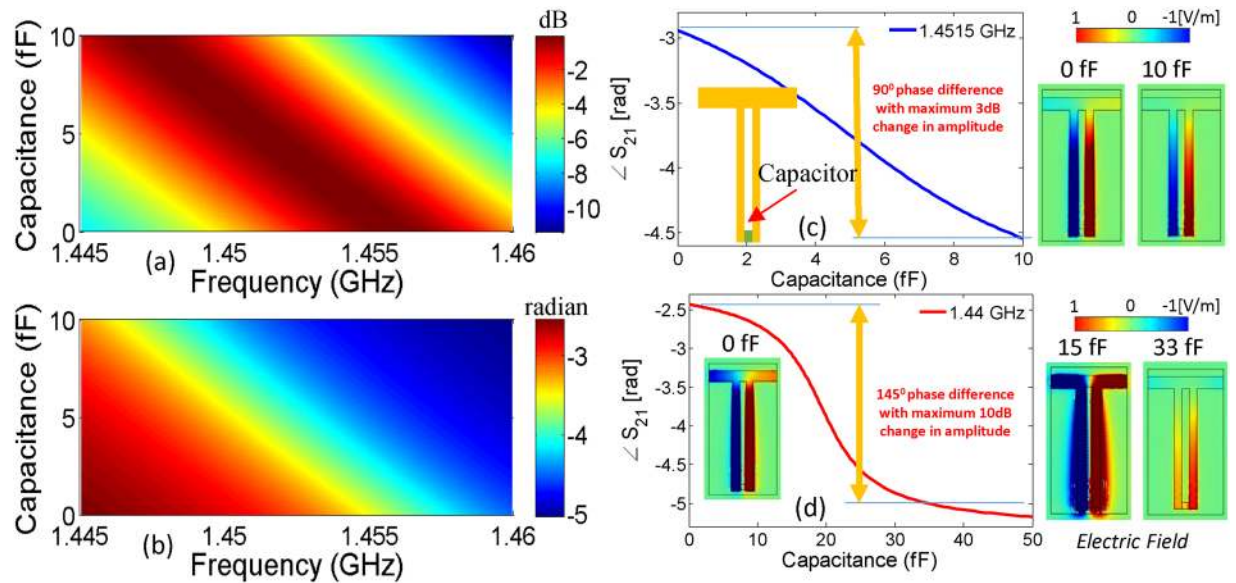 dB
Capacitance (fF)
10
5
0
-2
-4
-6
-8
-10
1.445
1.45
1.455
1.46
(a)
Frequency (GHz)
radian
Capacitance (fF)
10
5
0
-3
-4
-5
1.445
1.45
1.455
1.46
(b)
Frequency (GHz)
∠ S21 [rad]
-3
-3.5
-4
-4.5
1.4515 GHz
90⁰ phase difference
with maximum 3dB
change in amplitude
Capacitor
(c)
0
2
4
6
8
10
Capacitance (fF)
1 0 -1[V/m]
0 fF 10 fF
∠ S21 [rad]
-2.5
-3
-3.5
-4
-4.5
-5
1.44 GHz
0 fF
145⁰ phase difference
with maximum 10dB
change in amplitude
(d)
0
10
20
30
40
50
Capacitance (fF)
1 0 -1[V/m]
15 fF 33 fF
Electric Field